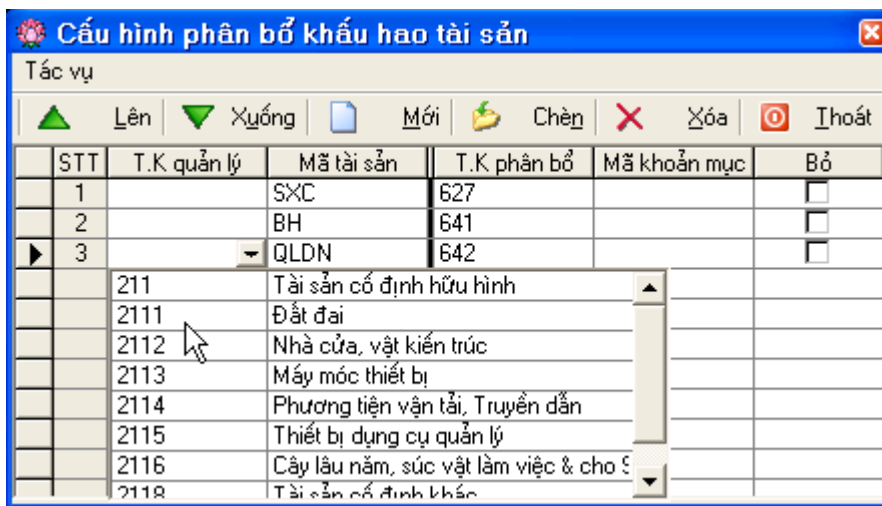 Cấu hình phân bổ khấu hao tài sản
Tác vụ
Lên Xuống Mới Chèn Xóa Thoát
STT T.K quản lý Mã tài sản T.K phân bổ Mã khoản mục Bỏ
1 SXC 627
2 BH 641
3 QLDN 642
211 Tài sản cố định hữu hình
2111 Đất đai
2112 Nhà cửa, vật kiến trúc
2113 Máy móc thiết bị
2114 Phương tiện vận tải, Truyền dẫn
2115 Thiết bị dụng cụ quản lý
2116 Cây lâu năm, súc vật làm việc & cho S
2118 Tài sản cố định khác